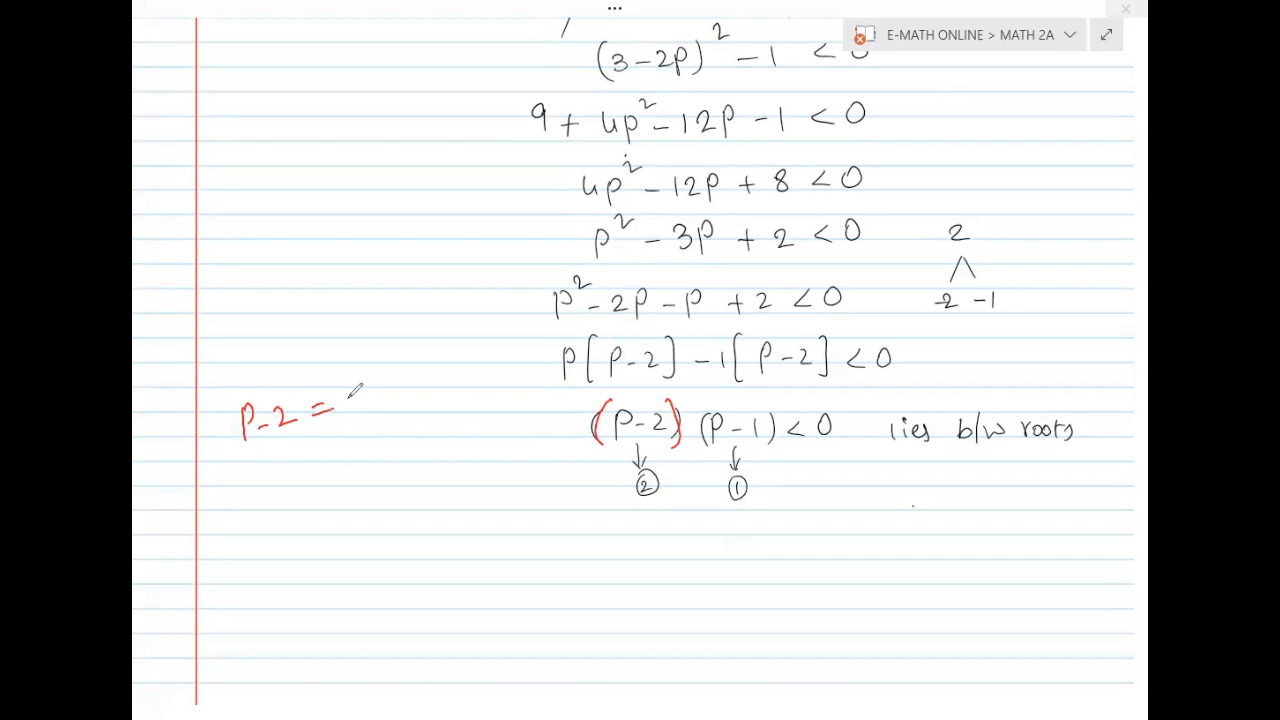 ...
E-MATH ONLINE > MATH 2A
(3-2p)² - 1 < 0
9 + 4p² - 12p - 1 < 0
4p² - 12p + 8 < 0
p² - 3p + 2 < 0
2
-2 -1
p² - 2p - p + 2 < 0
p[p-2] - 1[p-2] < 0
p-2 =
(p-2) (p-1) < 0 lies b/w roots
2 1